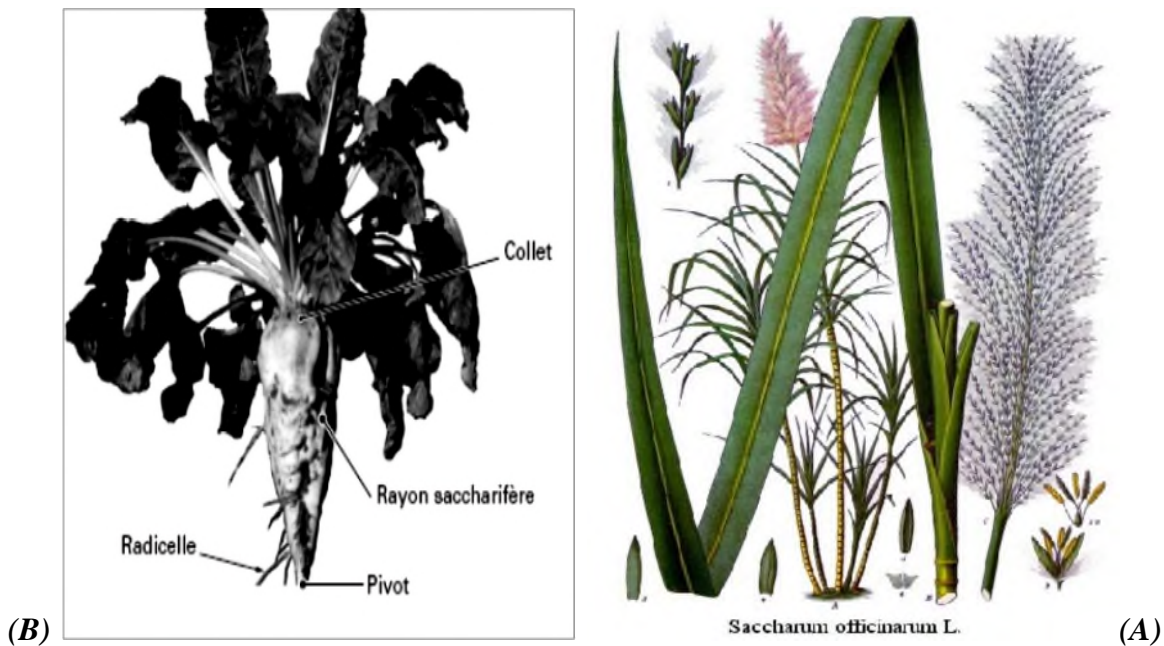 Collet
Rayon saccharifère
Radicelle
Pivot
(B)
Saccharum officinarum L.
(A)